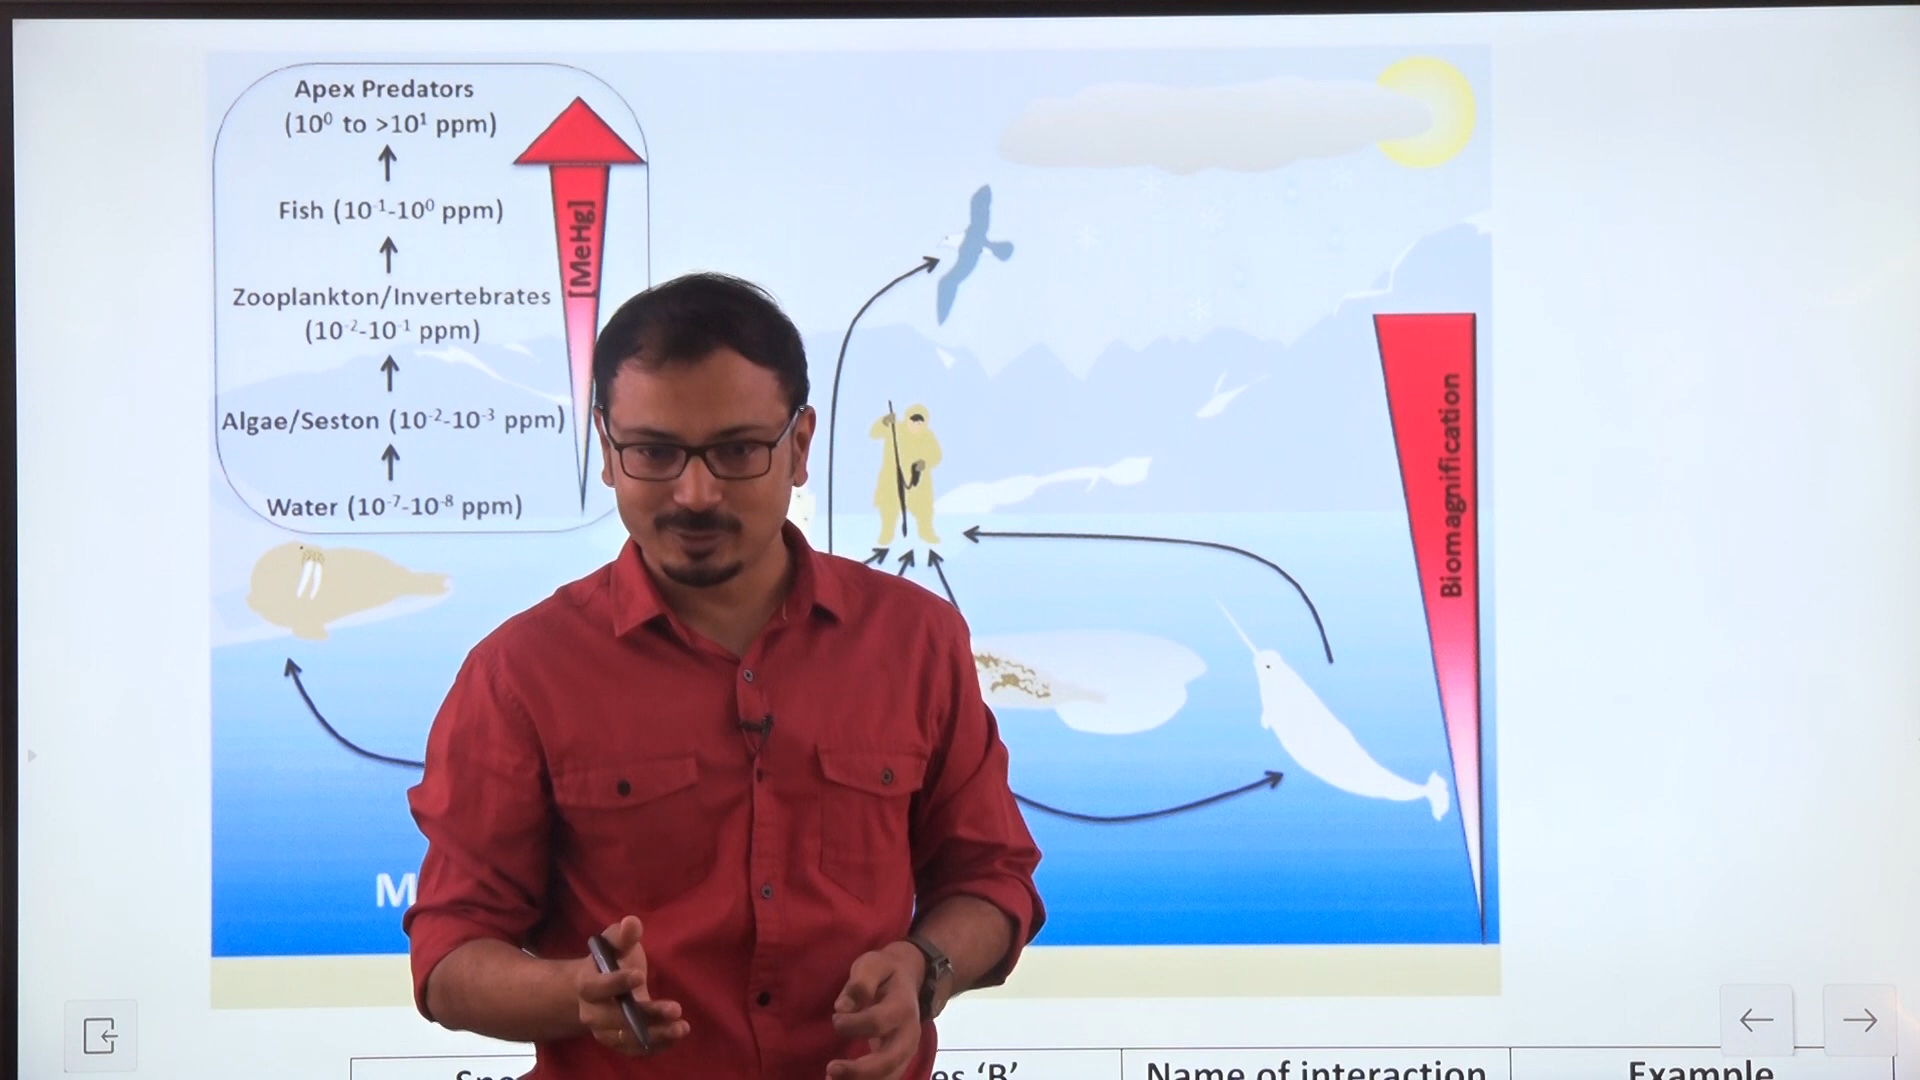 Apex Predators
(10⁰ to >10¹ ppm)
Fish (10⁻¹-10⁰ ppm)
Zooplankton/Invertebrates
(10⁻²-10⁻¹ ppm)
Algae/Seston (10⁻²-10⁻³ ppm)
Water (10⁻⁷-10⁻⁸ ppm)
[MeHg]
Biomagnification
M
‘B’ Name of interaction Example